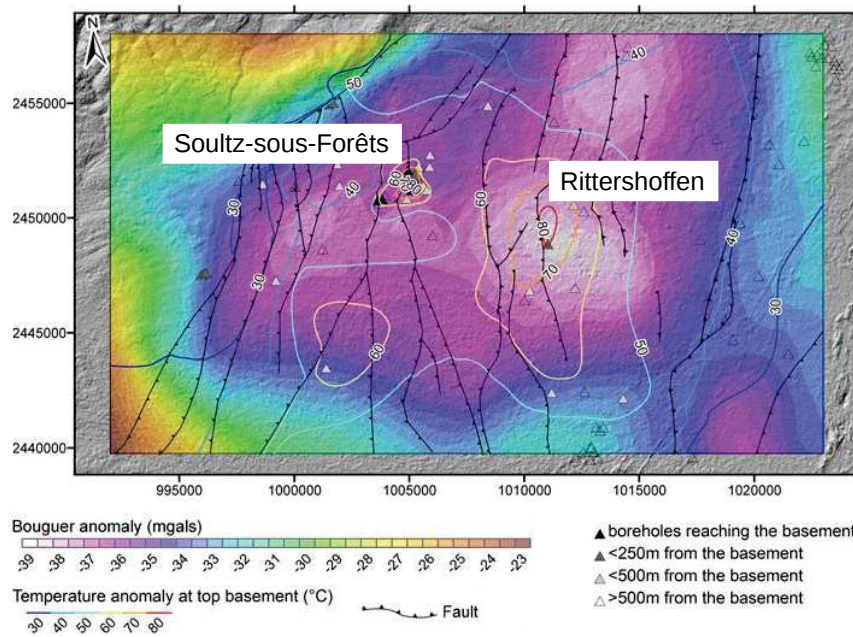 N
40
50
2455000
Soultz-sous-Forêts
60
80
40
30
60
Rittershoffen
2450000
80
40
70
30
30
30
2445000
60
50
2440000
995000 1000000 1005000 1010000 1015000 1020000
Bouguer anomaly (mgals)
-39 -38 -37 -36 -35 -34 -33 -32 -31 -30 -29 -28 -27 -26 -25 -24 -23
Temperature anomaly at top basement (°C)
30 40 50 60 70 80
Fault
boreholes reaching the basement
<250m from the basement
<500m from the basement
>500m from the basement